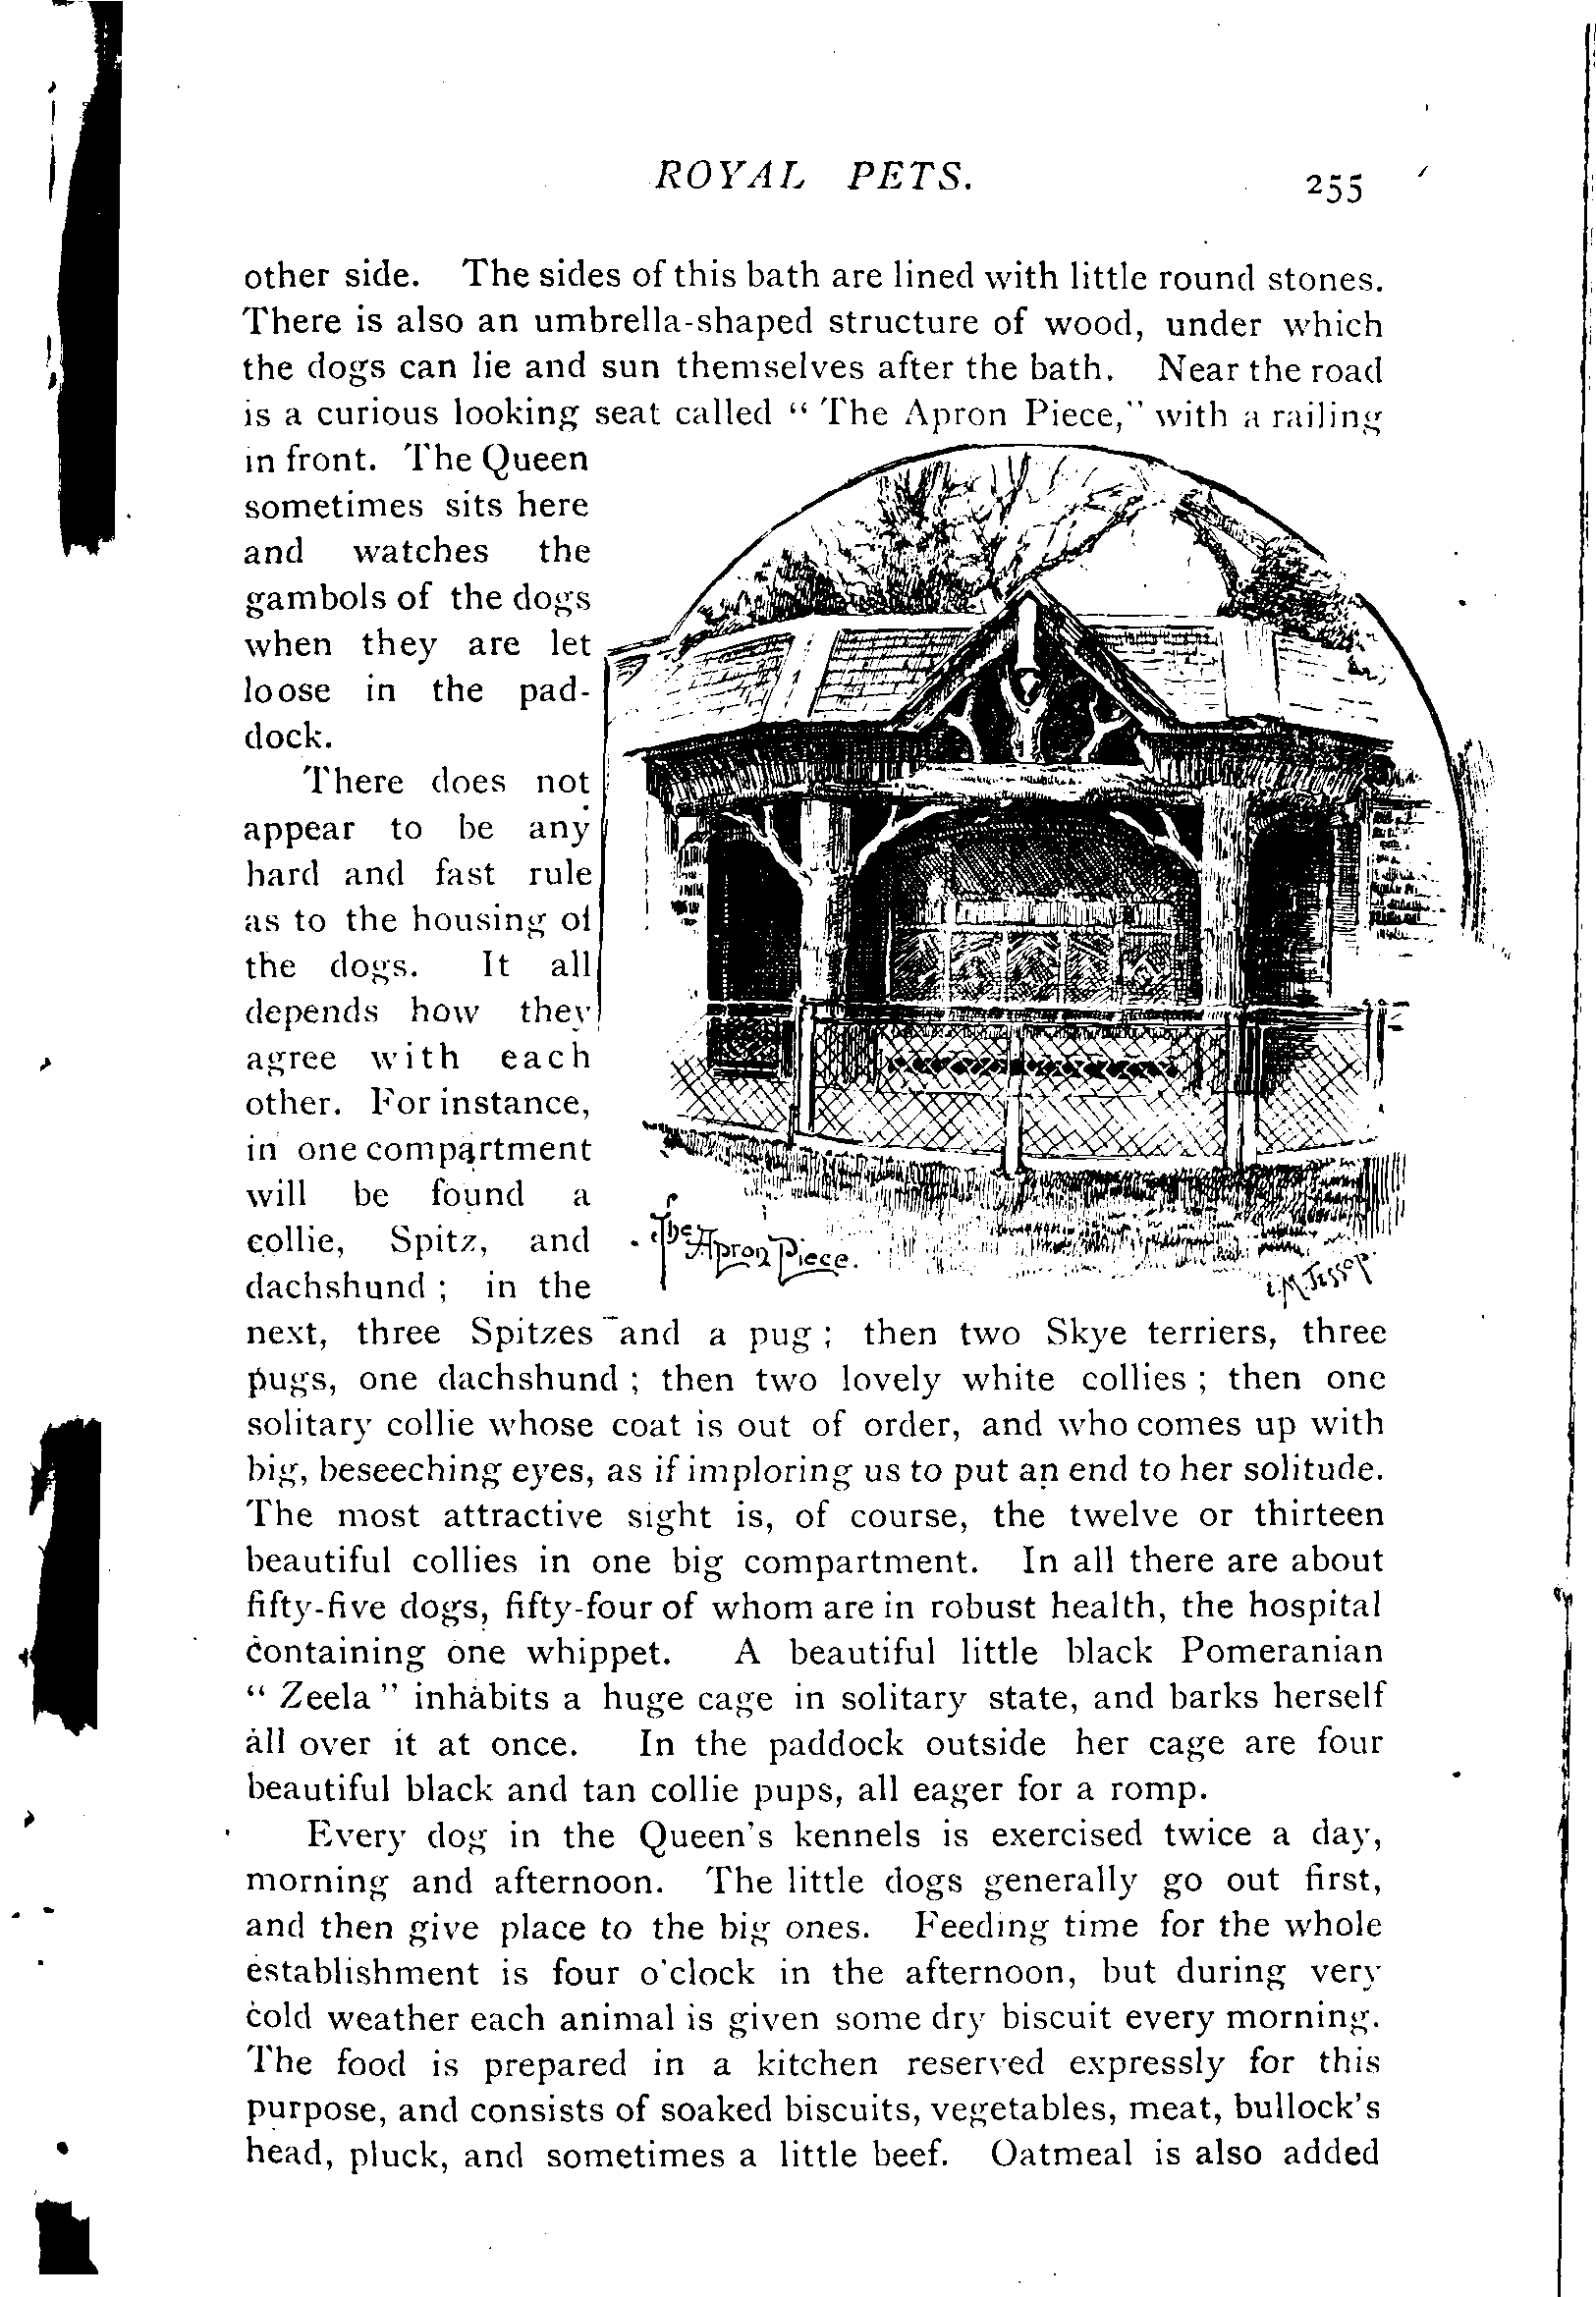 ROYAL PETS.
255
other side. The sides of this bath are lined with little round stones.
There is also an umbrella-shaped structure of wood, under which
the dogs can lie and sun themselves after the bath. Near the road
is a curious looking seat called “ The Apron Piece,” with a railing
in front. The Queen
sometimes sits here
and watches the
gambols of the dogs
when they are let
loose in the pad-
dock.
There does not
appear to be any
hard and fast rule
as to the housing of
the dogs. It all
depends how they
agree with each
other. For instance,
in one compartment
will be found a
collie, Spitz, and
dachshund ; in the
The Apron Piece.
L.M. Jessop.
next, three Spitzes and a pug ; then two Skye terriers, three
pugs, one dachshund ; then two lovely white collies ; then one
solitary collie whose coat is out of order, and who comes up with
big, beseeching eyes, as if imploring us to put an end to her solitude.
The most attractive sight is, of course, the twelve or thirteen
beautiful collies in one big compartment. In all there are about
fifty-five dogs, fifty-four of whom are in robust health, the hospital
containing one whippet. A beautiful little black Pomeranian
“ Zeela ” inhabits a huge cage in solitary state, and barks herself
all over it at once. In the paddock outside her cage are four
beautiful black and tan collie pups, all eager for a romp.
Every dog in the Queen's kennels is exercised twice a day,
morning and afternoon. The little dogs generally go out first,
and then give place to the big ones. Feeding time for the whole
establishment is four o'clock in the afternoon, but during very
cold weather each animal is given some dry biscuit every morning.
The food is prepared in a kitchen reserved expressly for this
purpose, and consists of soaked biscuits, vegetables, meat, bullock's
head, pluck, and sometimes a little beef. Oatmeal is also added